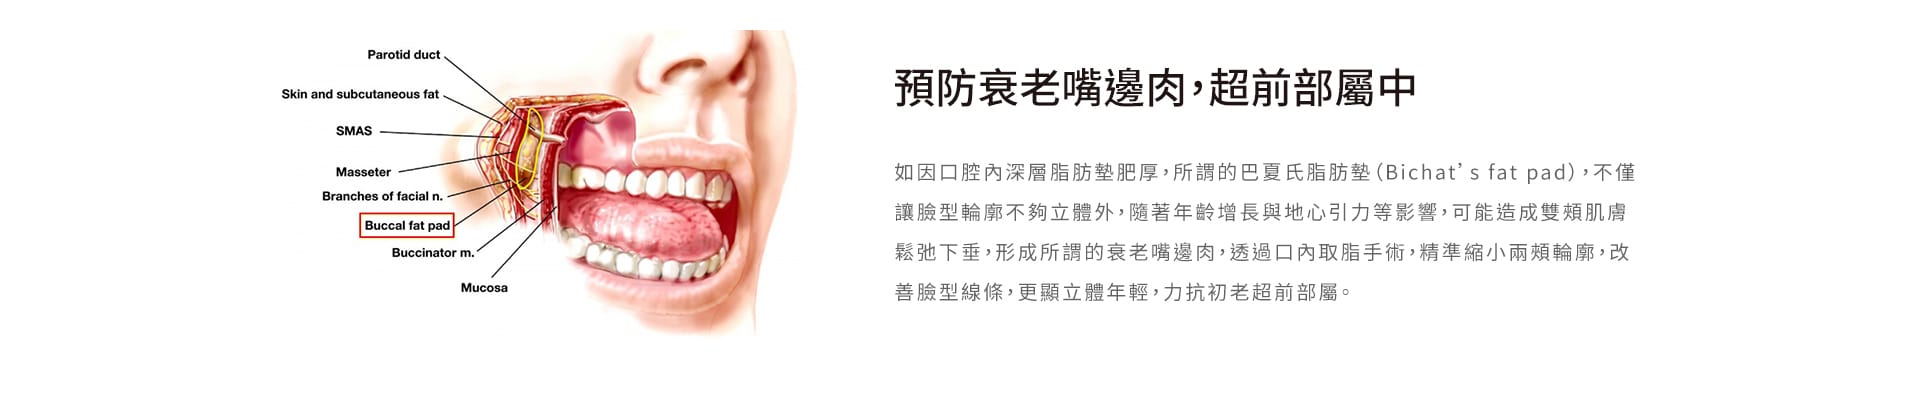 Parotid duct
Skin and subcutaneous fat
SMAS
Masseter
Branches of facial n.
Buccal fat pad
Buccinator m.
Mucosa
預防衰老嘴邊肉，超前部屬中
如因口腔內深層脂肪墊肥厚，所謂的巴夏氏脂肪墊（Bichat’s fat pad），不僅
讓臉型輪廓不夠立體外，隨著年齡增長與地心引力等影響，可能造成雙頰肌膚
鬆弛下垂，形成所謂的衰老嘴邊肉，透過口內取脂手術，精準縮小兩頰輪廓，改
善臉型線條，更顯立體年輕，力抗初老超前部屬。